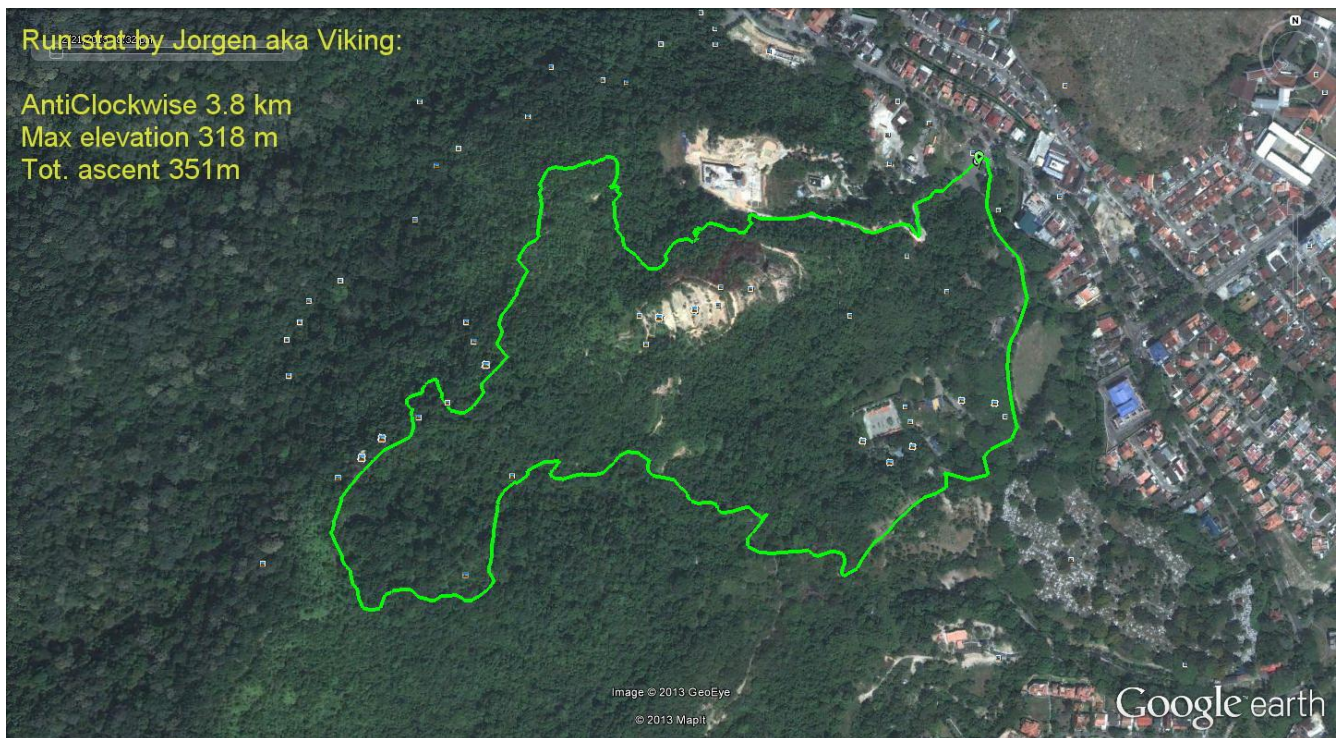 Run stat by Jorgen aka Viking:
AntiClockwise 3.8 km
Max elevation 318 m
Tot. ascent 351m
N
Image © 2013 GeoEye
© 2013 MapIt
Google earth